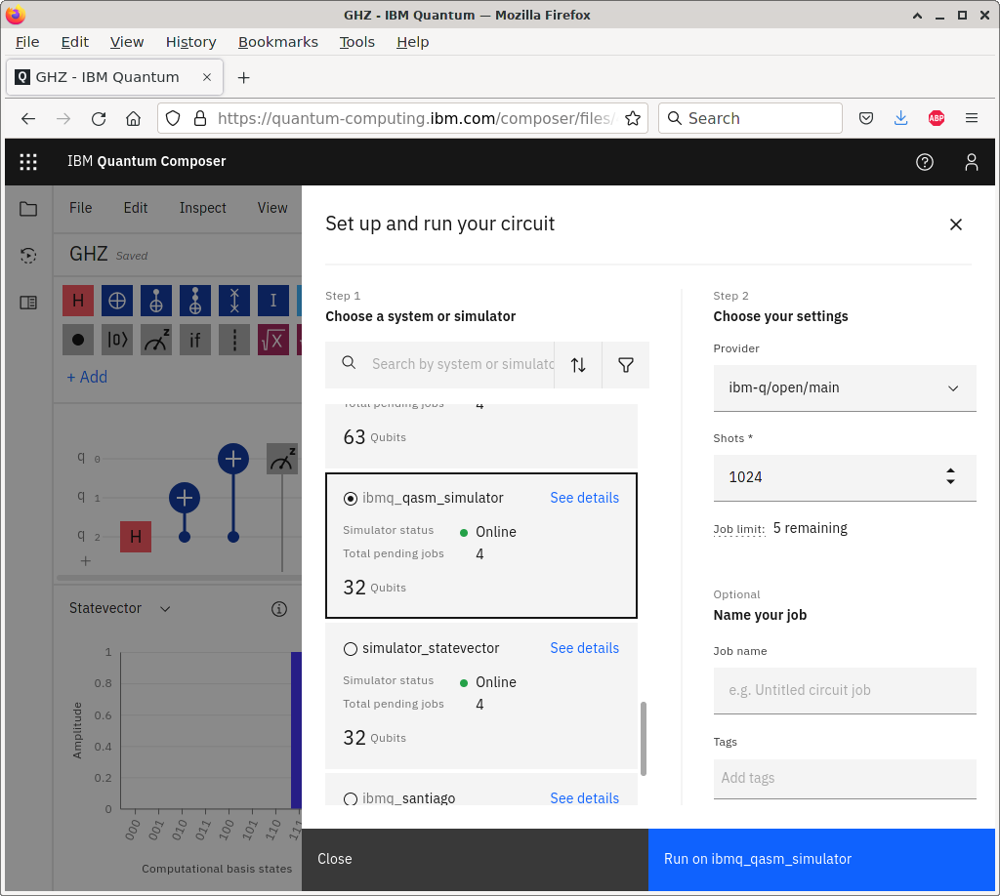 GHZ - IBM Quantum — Mozilla Firefox
File Edit View History Bookmarks Tools Help
Q GHZ - IBM Quantum
https://quantum-computing.ibm.com/composer/files/
Search
ABP
IBM Quantum Composer
File Edit Inspect View
GHZ Saved
H I
|0⟩ z if √X
+ Add
q 0 z
q 1
q 2 H
+
Statevector
Amplitude
1
0.8
0.6
0.4
0.2
0
000 001 010 011 100 101 110 111
Computational basis states
Set up and run your circuit
Step 1
Choose a system or simulator
Search by system or simulato
Total pending jobs 4
63 Qubits
ibmq_qasm_simulator See details
Simulator status Online
Total pending jobs 4
32 Qubits
simulator_statevector See details
Simulator status Online
Total pending jobs 4
32 Qubits
ibmq_santiago See details
Step 2
Choose your settings
Provider
ibm-q/open/main
Shots *
1024
Job limit: 5 remaining
Optional
Name your job
Job name
e.g. Untitled circuit job
Tags
Add tags
Close
Run on ibmq_qasm_simulator